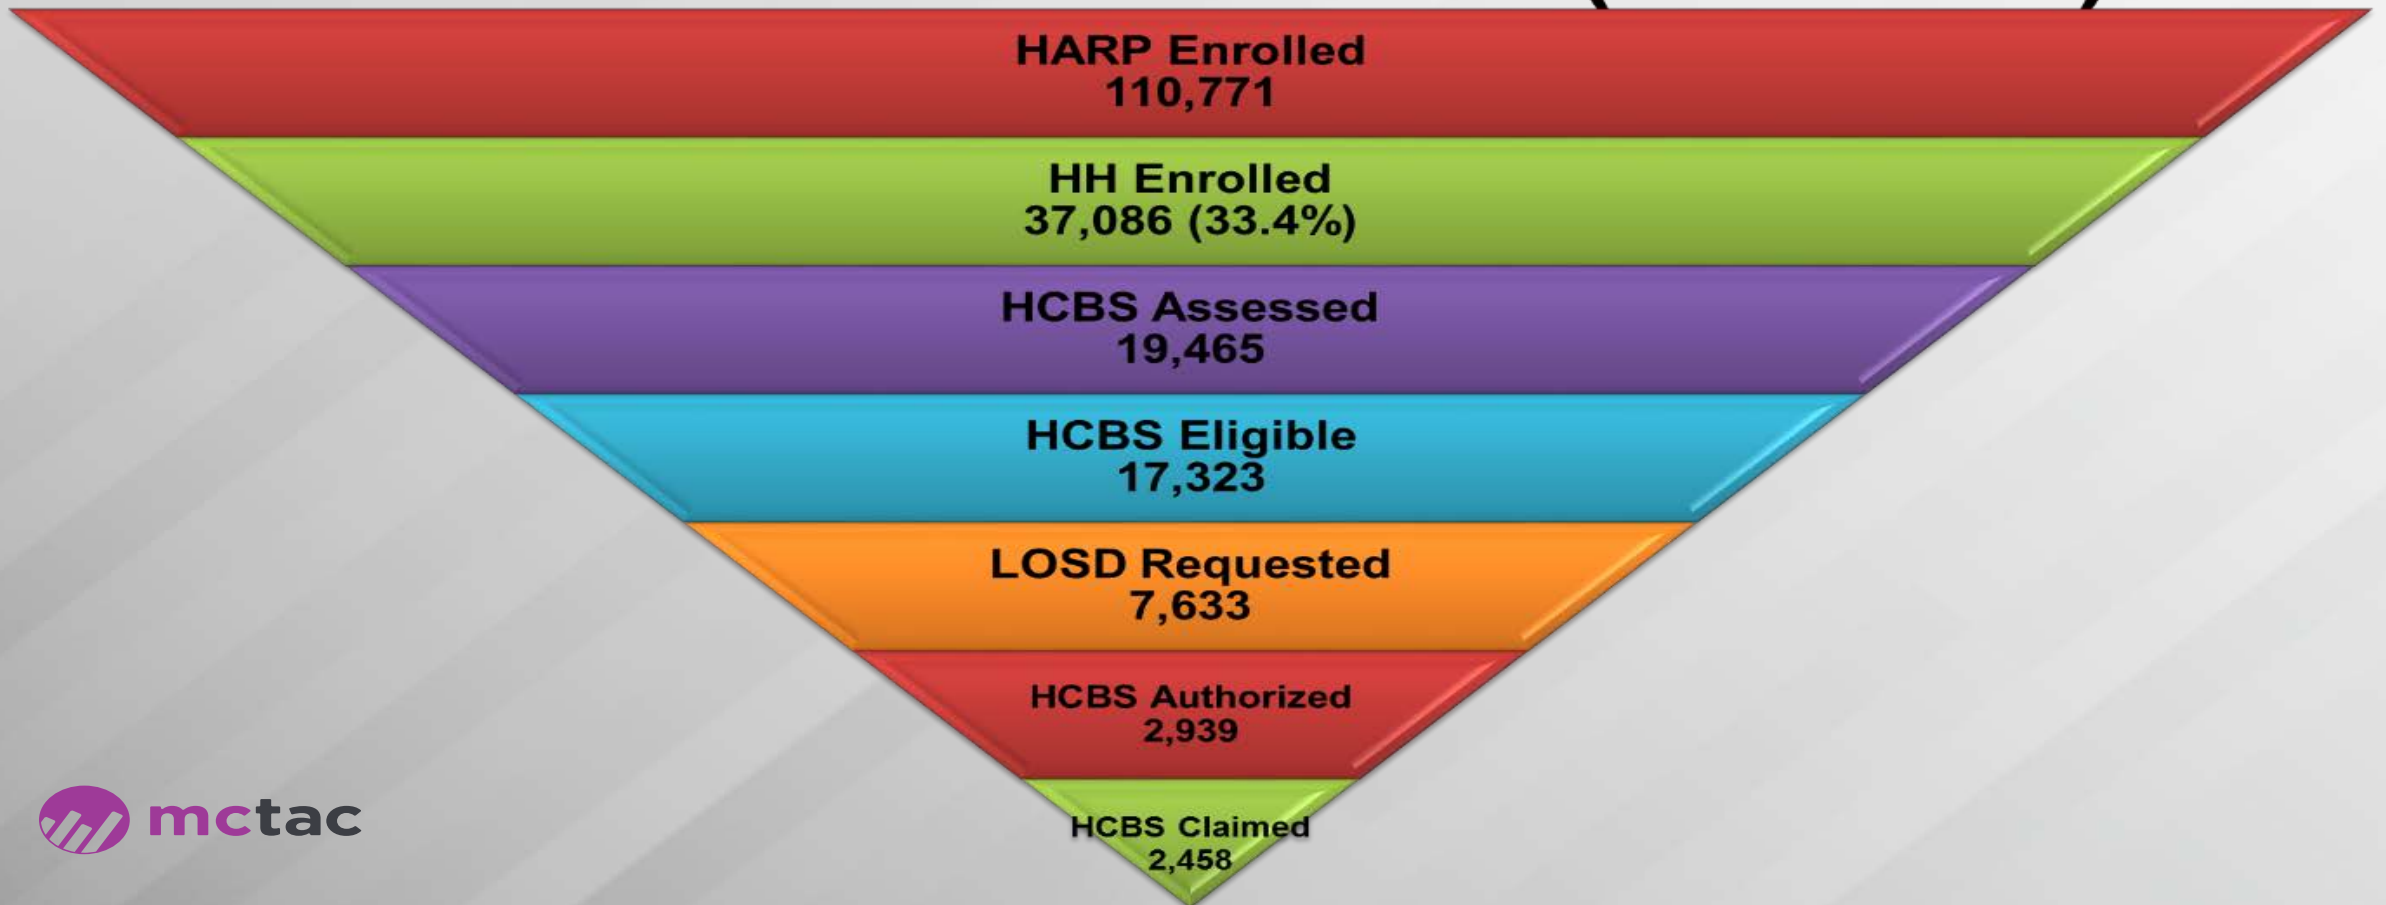 HARP Enrolled
110,771
HH Enrolled
37,086 (33.4%)
HCBS Assessed
19,465
HCBS Eligible
17,323
LOSD Requested
7,633
HCBS Authorized
2,939
HCBS Claimed
2,458
mctac